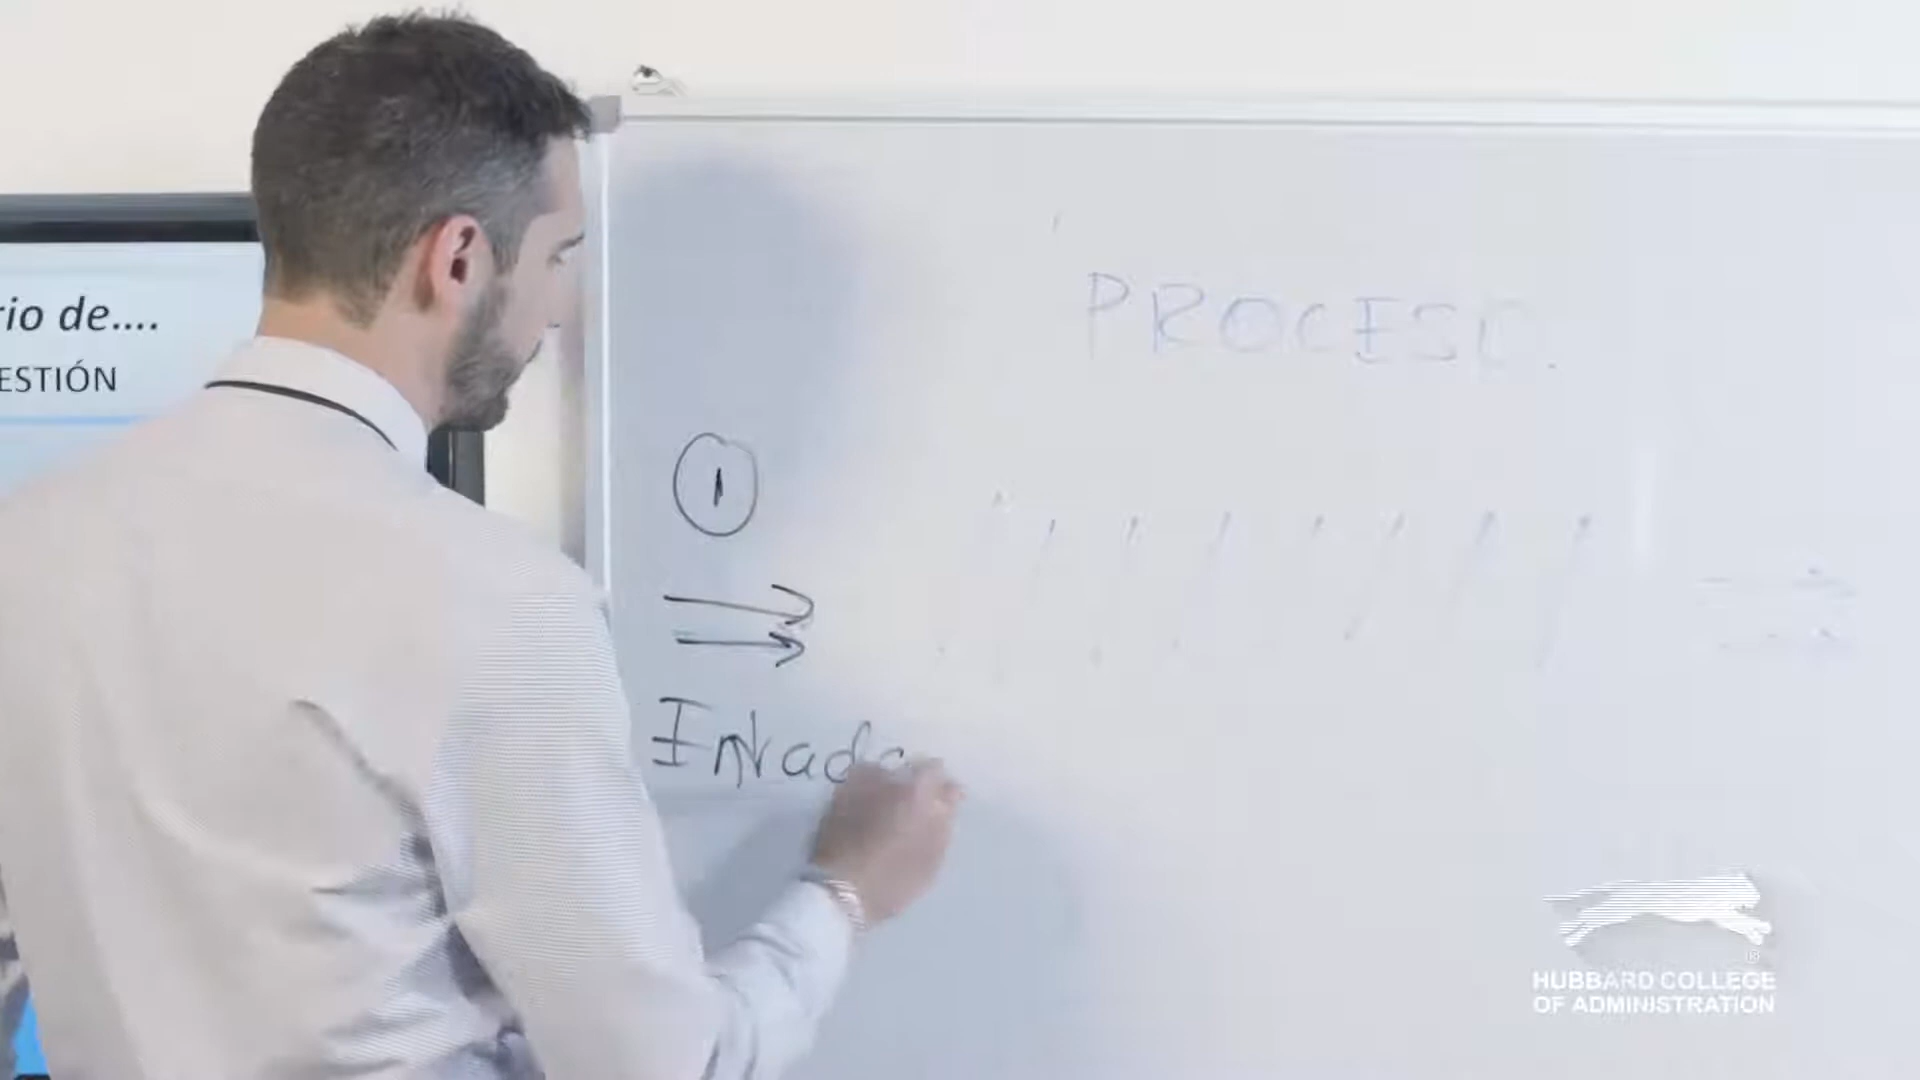 rio de....
ESTIÓN
PROCESO.
1
Entrada
HUBBARD COLLEGE
OF ADMINISTRATION